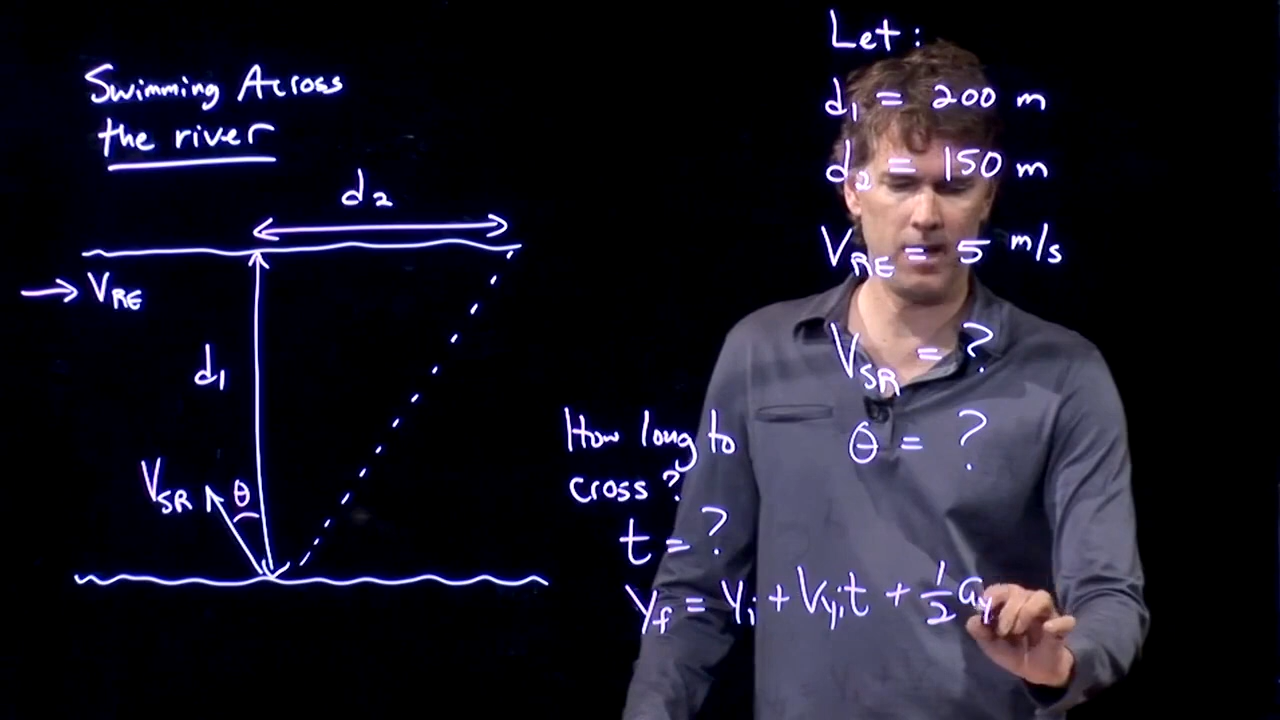 Swimming Across
the river
d₂
V_RE
d₁
V_SR θ
Let :
d₁ = 200 m
d₂ = 150 m
V_RE = 5 m/s
V_SR = ?
θ = ?
How long to
cross ?
t = ?
y_f = y_i + V_yi t + 1/2 a_y